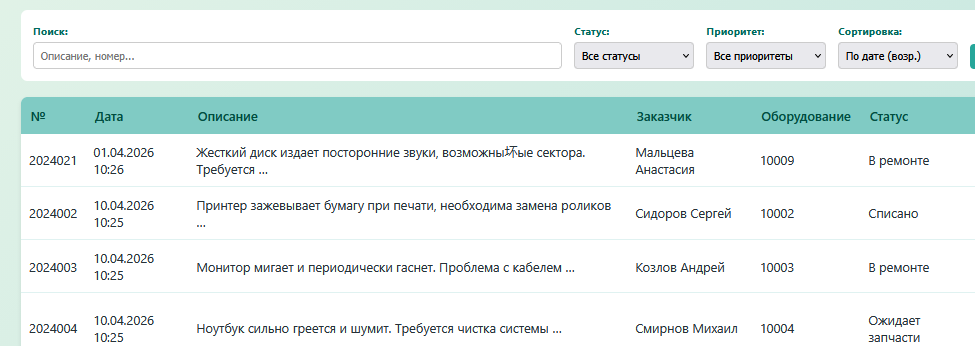 Поиск: Статус: Приоритет: Сортировка:
Описание, номер... Все статусы Все приоритеты По дате (возр.)
№ Дата Описание Заказчик Оборудование Статус
2024021 01.04.2026 10:26 Жесткий диск издает посторонние звуки, возможны坏ые сектора. Требуется ... Мальцева Анастасия 10009 В ремонте
2024002 10.04.2026 10:25 Принтер зажевывает бумагу при печати, необходима замена роликов ... Сидоров Сергей 10002 Списано
2024003 10.04.2026 10:25 Монитор мигает и периодически гаснет. Проблема с кабелем ... Козлов Андрей 10003 В ремонте
2024004 10.04.2026 10:25 Ноутбук сильно греется и шумит. Требуется чистка системы ... Смирнов Михаил 10004 Ожидает запчасти